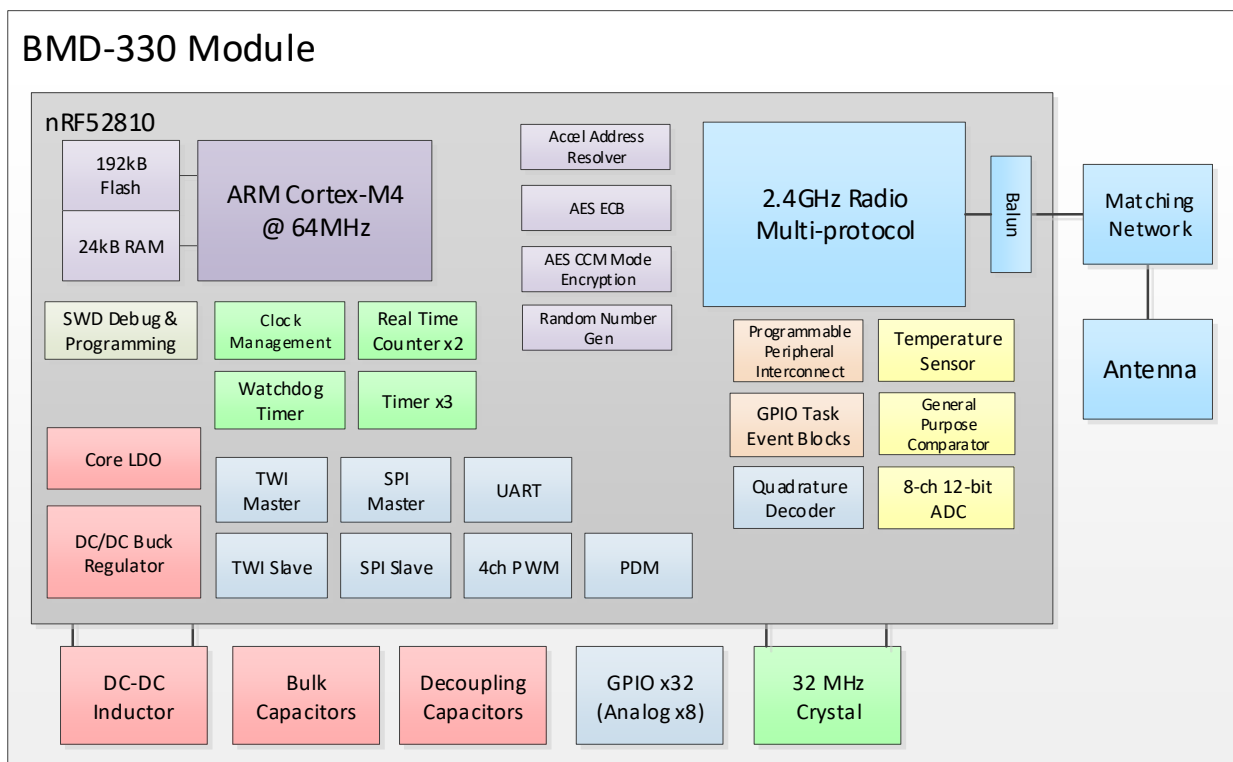 BMD-330 Module
nRF52810
192kB
Flash
24kB RAM
ARM Cortex-M4
@ 64MHz
Accel Address
Resolver
AES ECB
AES CCM Mode
Encryption
Random Number
Gen
2.4GHz Radio
Multi-protocol
Balun
Matching
Network
Antenna
SWD Debug &
Programming
Clock
Management
Real Time
Counter x2
Watchdog
Timer
Timer x3
Programmable
Peripheral
Interconnect
Temperature
Sensor
GPIO Task
Event Blocks
General
Purpose
Comparator
Quadrature
Decoder
8-ch 12-bit
ADC
Core LDO
DC/DC Buck
Regulator
TWI
Master
SPI
Master
UART
TWI Slave
SPI Slave
4ch PWM
PDM
DC-DC
Inductor
Bulk
Capacitors
Decoupling
Capacitors
GPIO x32
(Analog x8)
32 MHz
Crystal